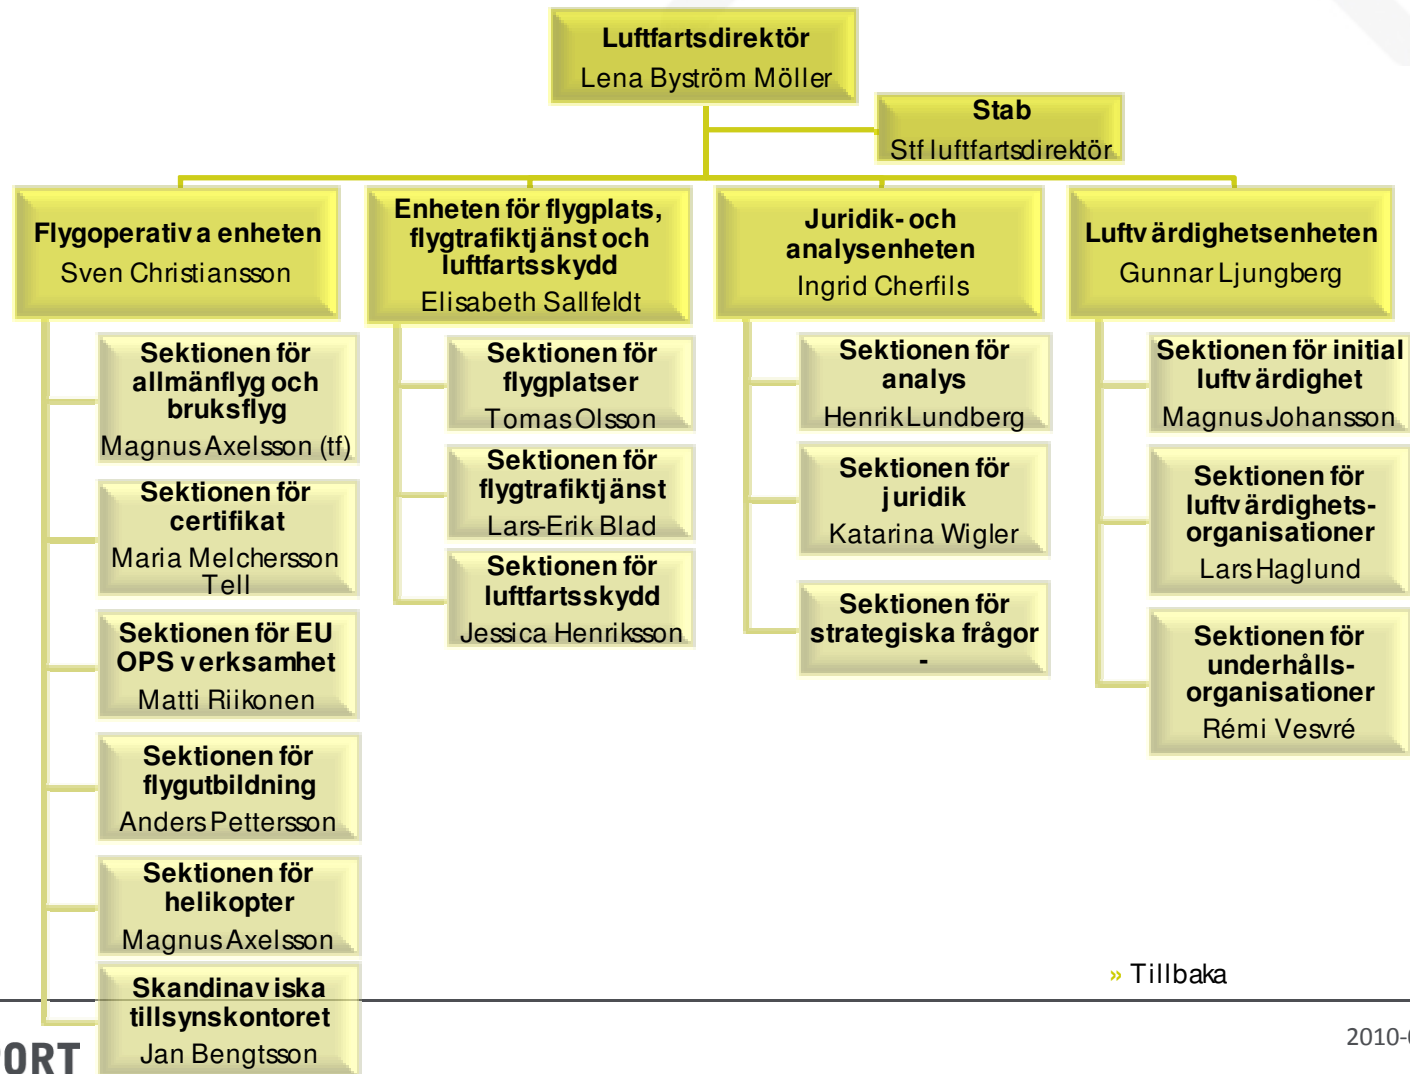 Luftfartsdirektör
Lena Byström Möller
Stab
Stf luftfartsdirektör
Flygoperativa enheten
Sven Christiansson
Enheten för flygplats,
flygtrafiktjänst och
luftfartsskydd
Elisabeth Sallfeldt
Juridik- och
analysenheten
Ingrid Cherfils
Luftvärdighetsenheten
Gunnar Ljungberg
Sektionen för
allmänflyg och
bruksflyg
Magnus Axelsson (tf)
Sektionen för
certifikat
Maria Melchersson
Tell
Sektionen för EU
OPS verksamhet
Matti Riikonen
Sektionen för
flygutbildning
Anders Pettersson
Sektionen för
helikopter
Magnus Axelsson
Skandinaviska
tillsynskontoret
Jan Bengtsson
Sektionen för
flygplatser
Tomas Olsson
Sektionen för
flygtrafiktjänst
Lars-Erik Blad
Sektionen för
luftfartsskydd
Jessica Henriksson
Sektionen för
analys
Henrik Lundberg
Sektionen för
juridik
Katarina Wigler
Sektionen för
strategiska frågor
-
Sektionen för initial
luftvärdighet
Magnus Johansson
Sektionen för
luftvärdighets-
organisationer
Lars Haglund
Sektionen för
underhålls-
organisationer
Rémi Vesvré
» Tillbaka
PORT
2010-